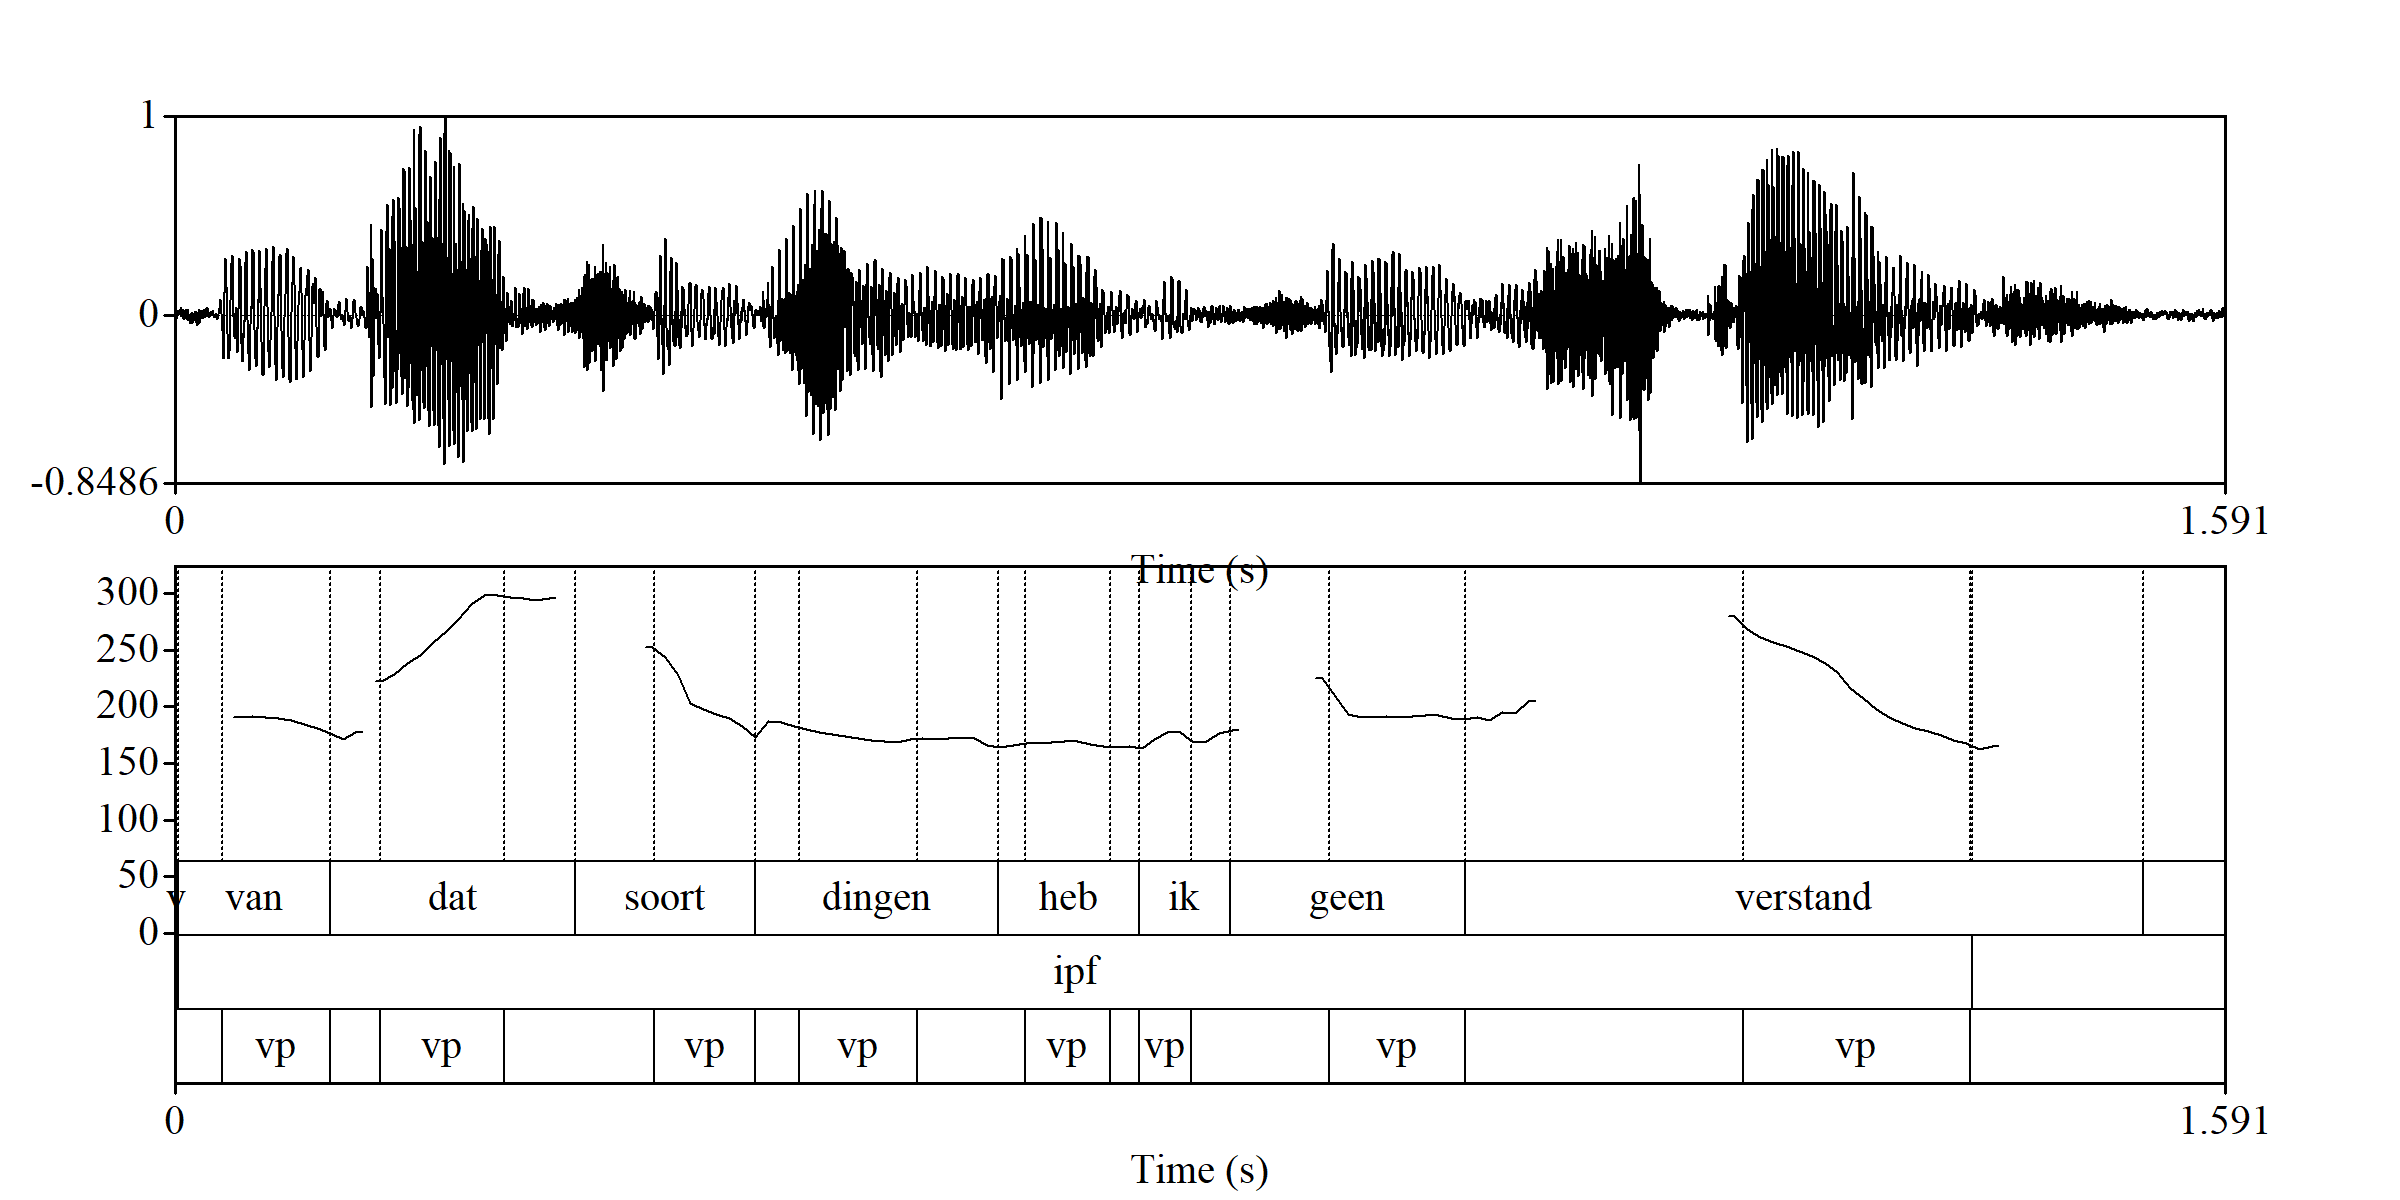 1
0
-0.8486
0 1.591
Time (s)
300
250
200
150
100
50
0
v van dat soort dingen heb ik geen verstand
ipf
vp vp vp vp vp vp vp vp
0 1.591
Time (s)